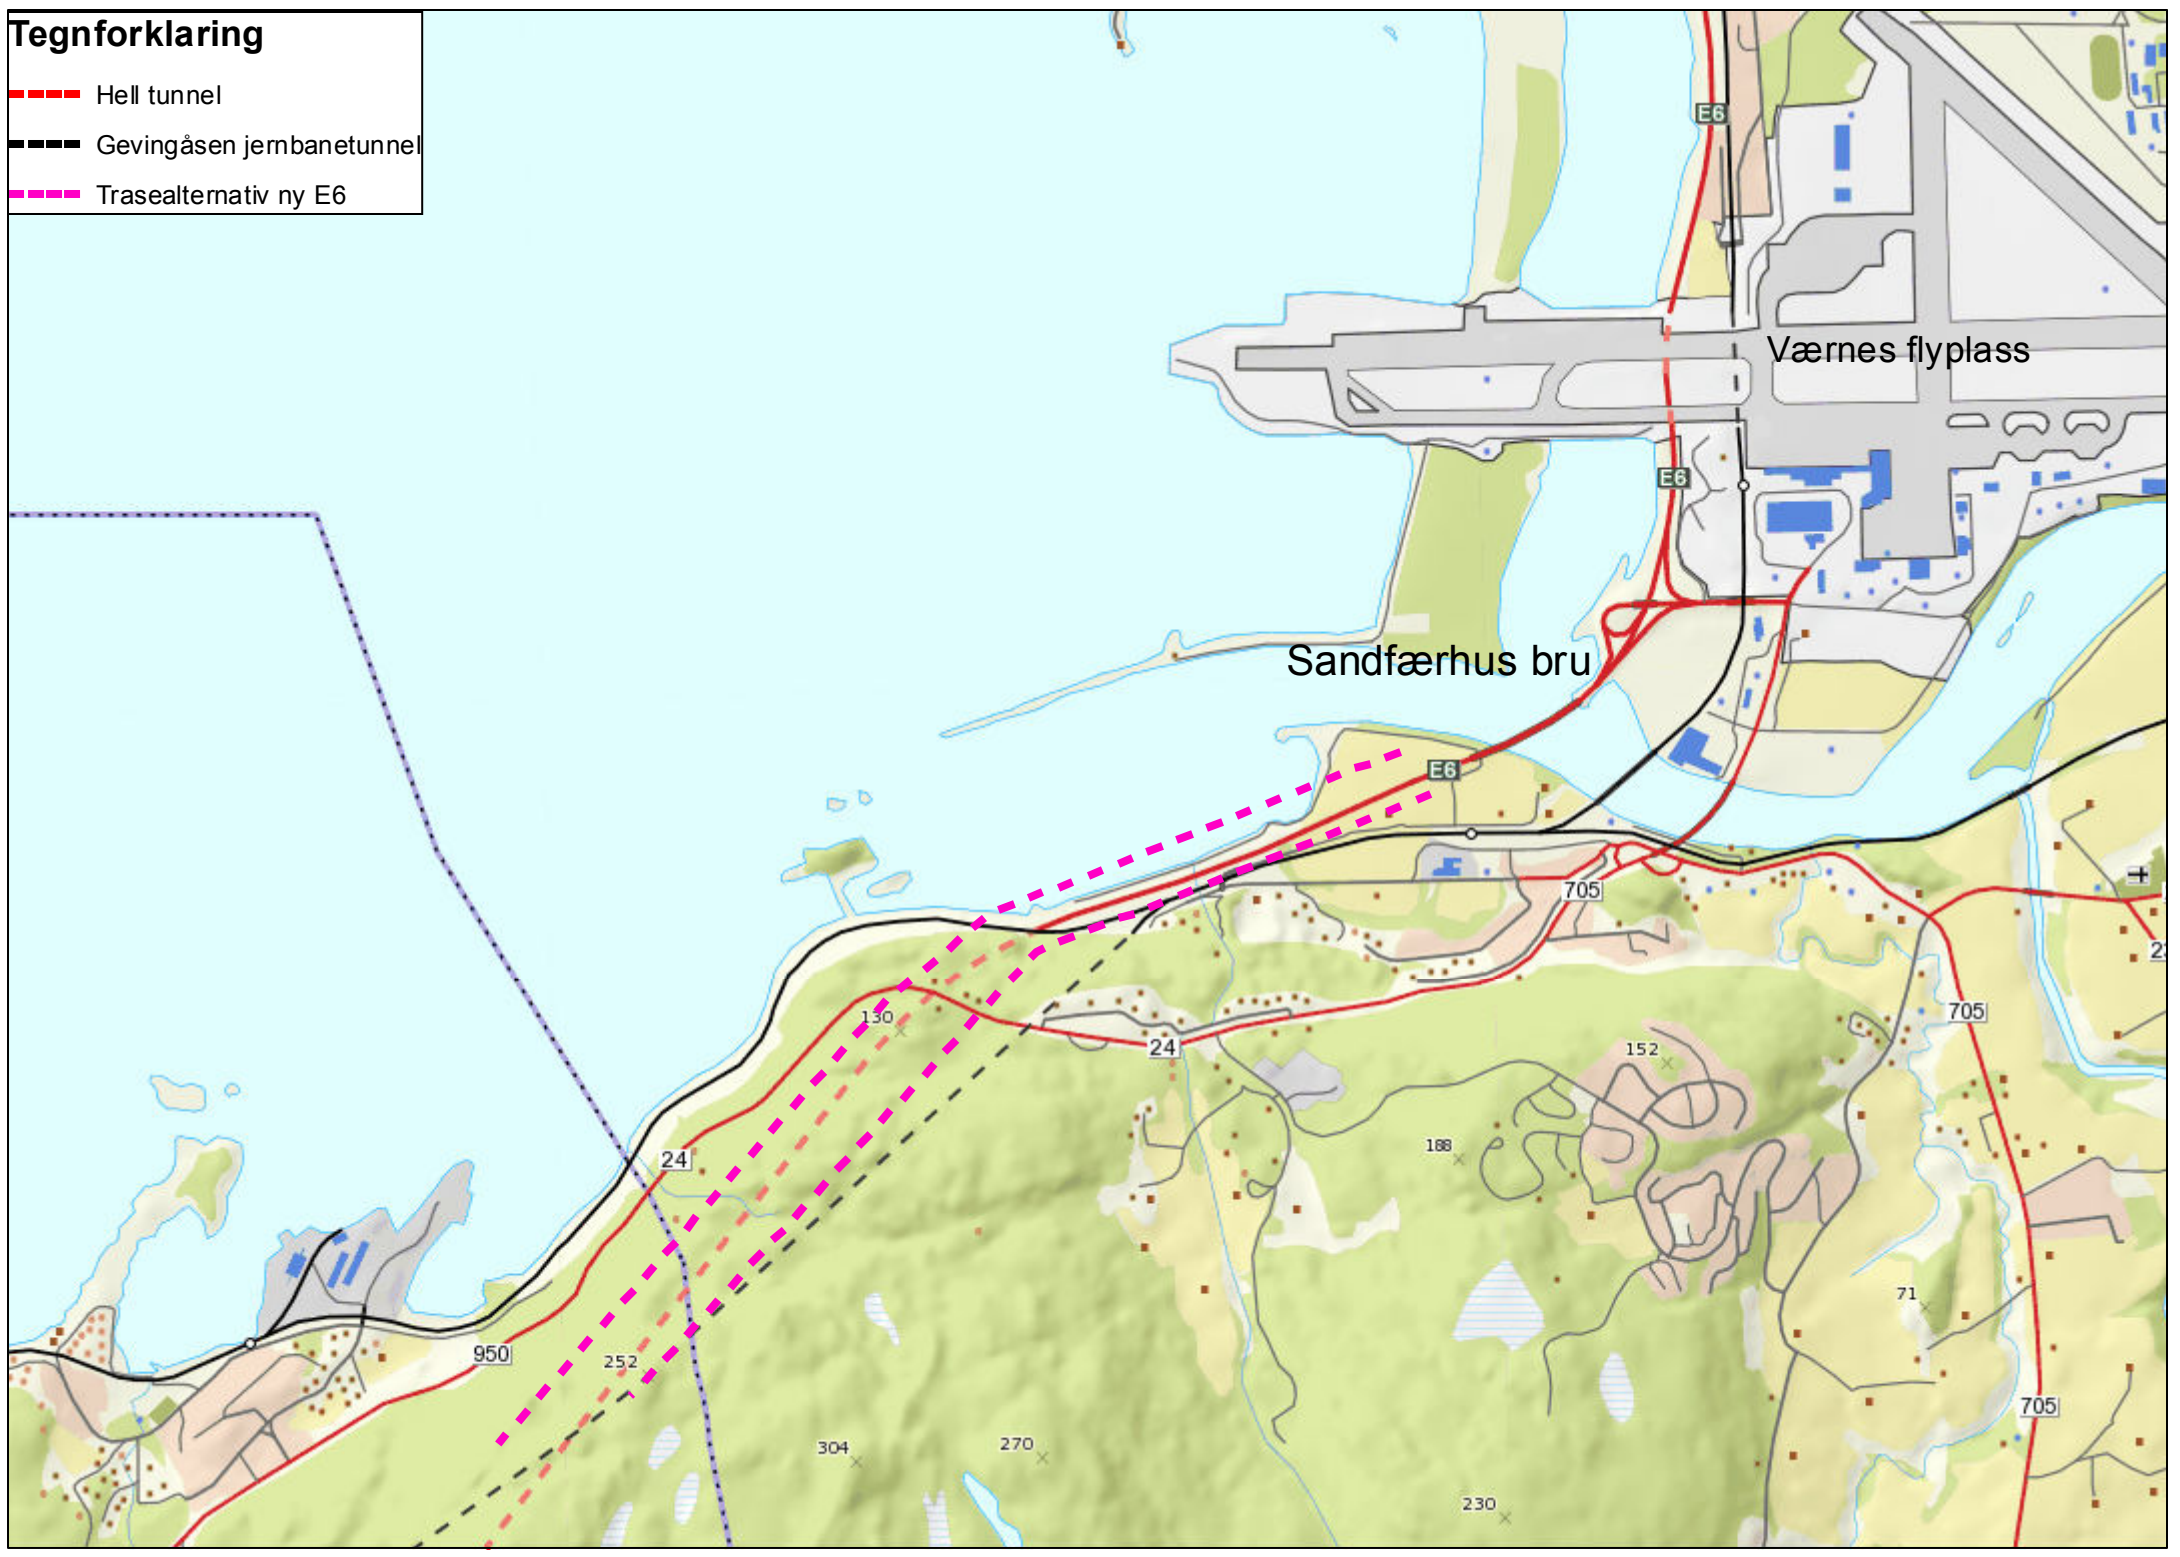 Tegnforklaring
Hell tunnel
Gevingåsen jernbanetunnel
Trasealternativ ny E6
E6
Værnes flyplass
E6
Sandfærhus bru
E6
705
23
130
24
705
152
188
24
71
950
252
705
304
270
230